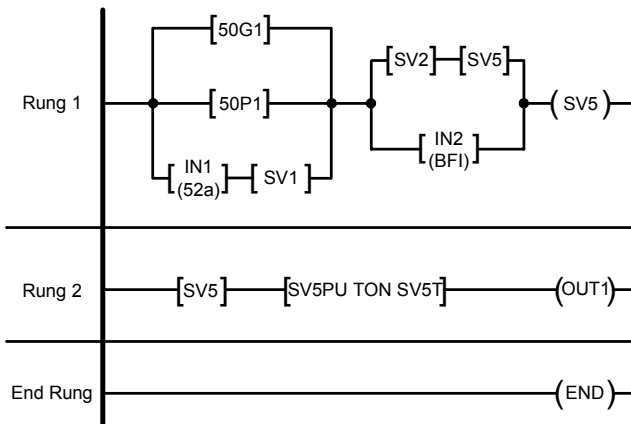 Rung 1
[50G1]
[50P1]
[IN1 (52a)] [SV1]
[SV2] [SV5]
[IN2 (BFI)]
(SV5)
Rung 2
[SV5] [SV5PU TON SV5T] (OUT1)
End Rung
(END)